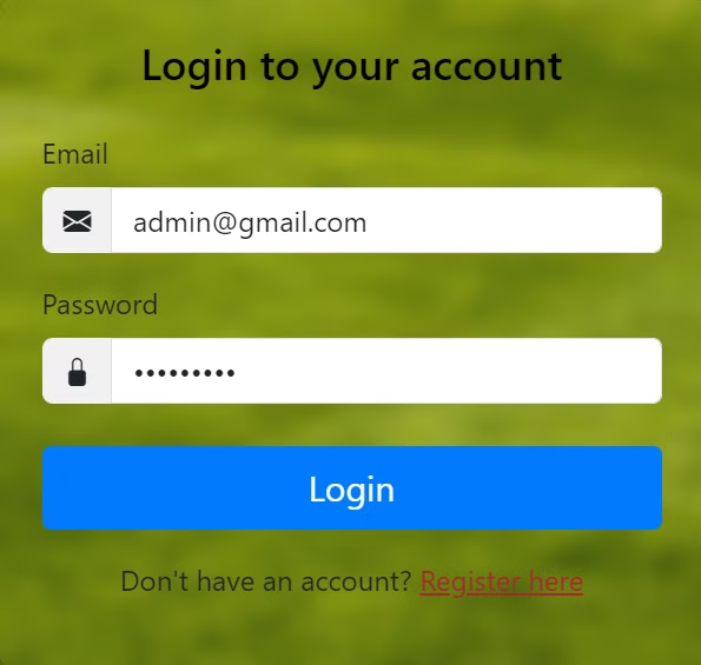 Login to your account
Email
admin@gmail.com
Password
•••••••••
Login
Don't have an account? Register here